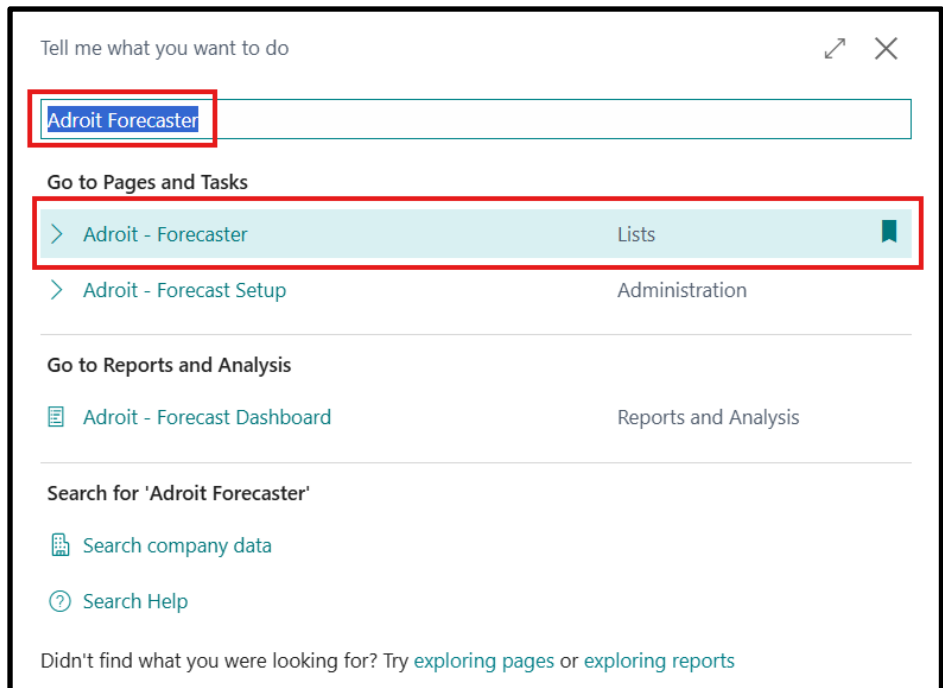 Tell me what you want to do
Adroit Forecaster
Go to Pages and Tasks
Adroit - Forecaster Lists
Adroit - Forecast Setup Administration
Go to Reports and Analysis
Adroit - Forecast Dashboard Reports and Analysis
Search for 'Adroit Forecaster'
Search company data
Search Help
Didn't find what you were looking for? Try exploring pages or exploring reports